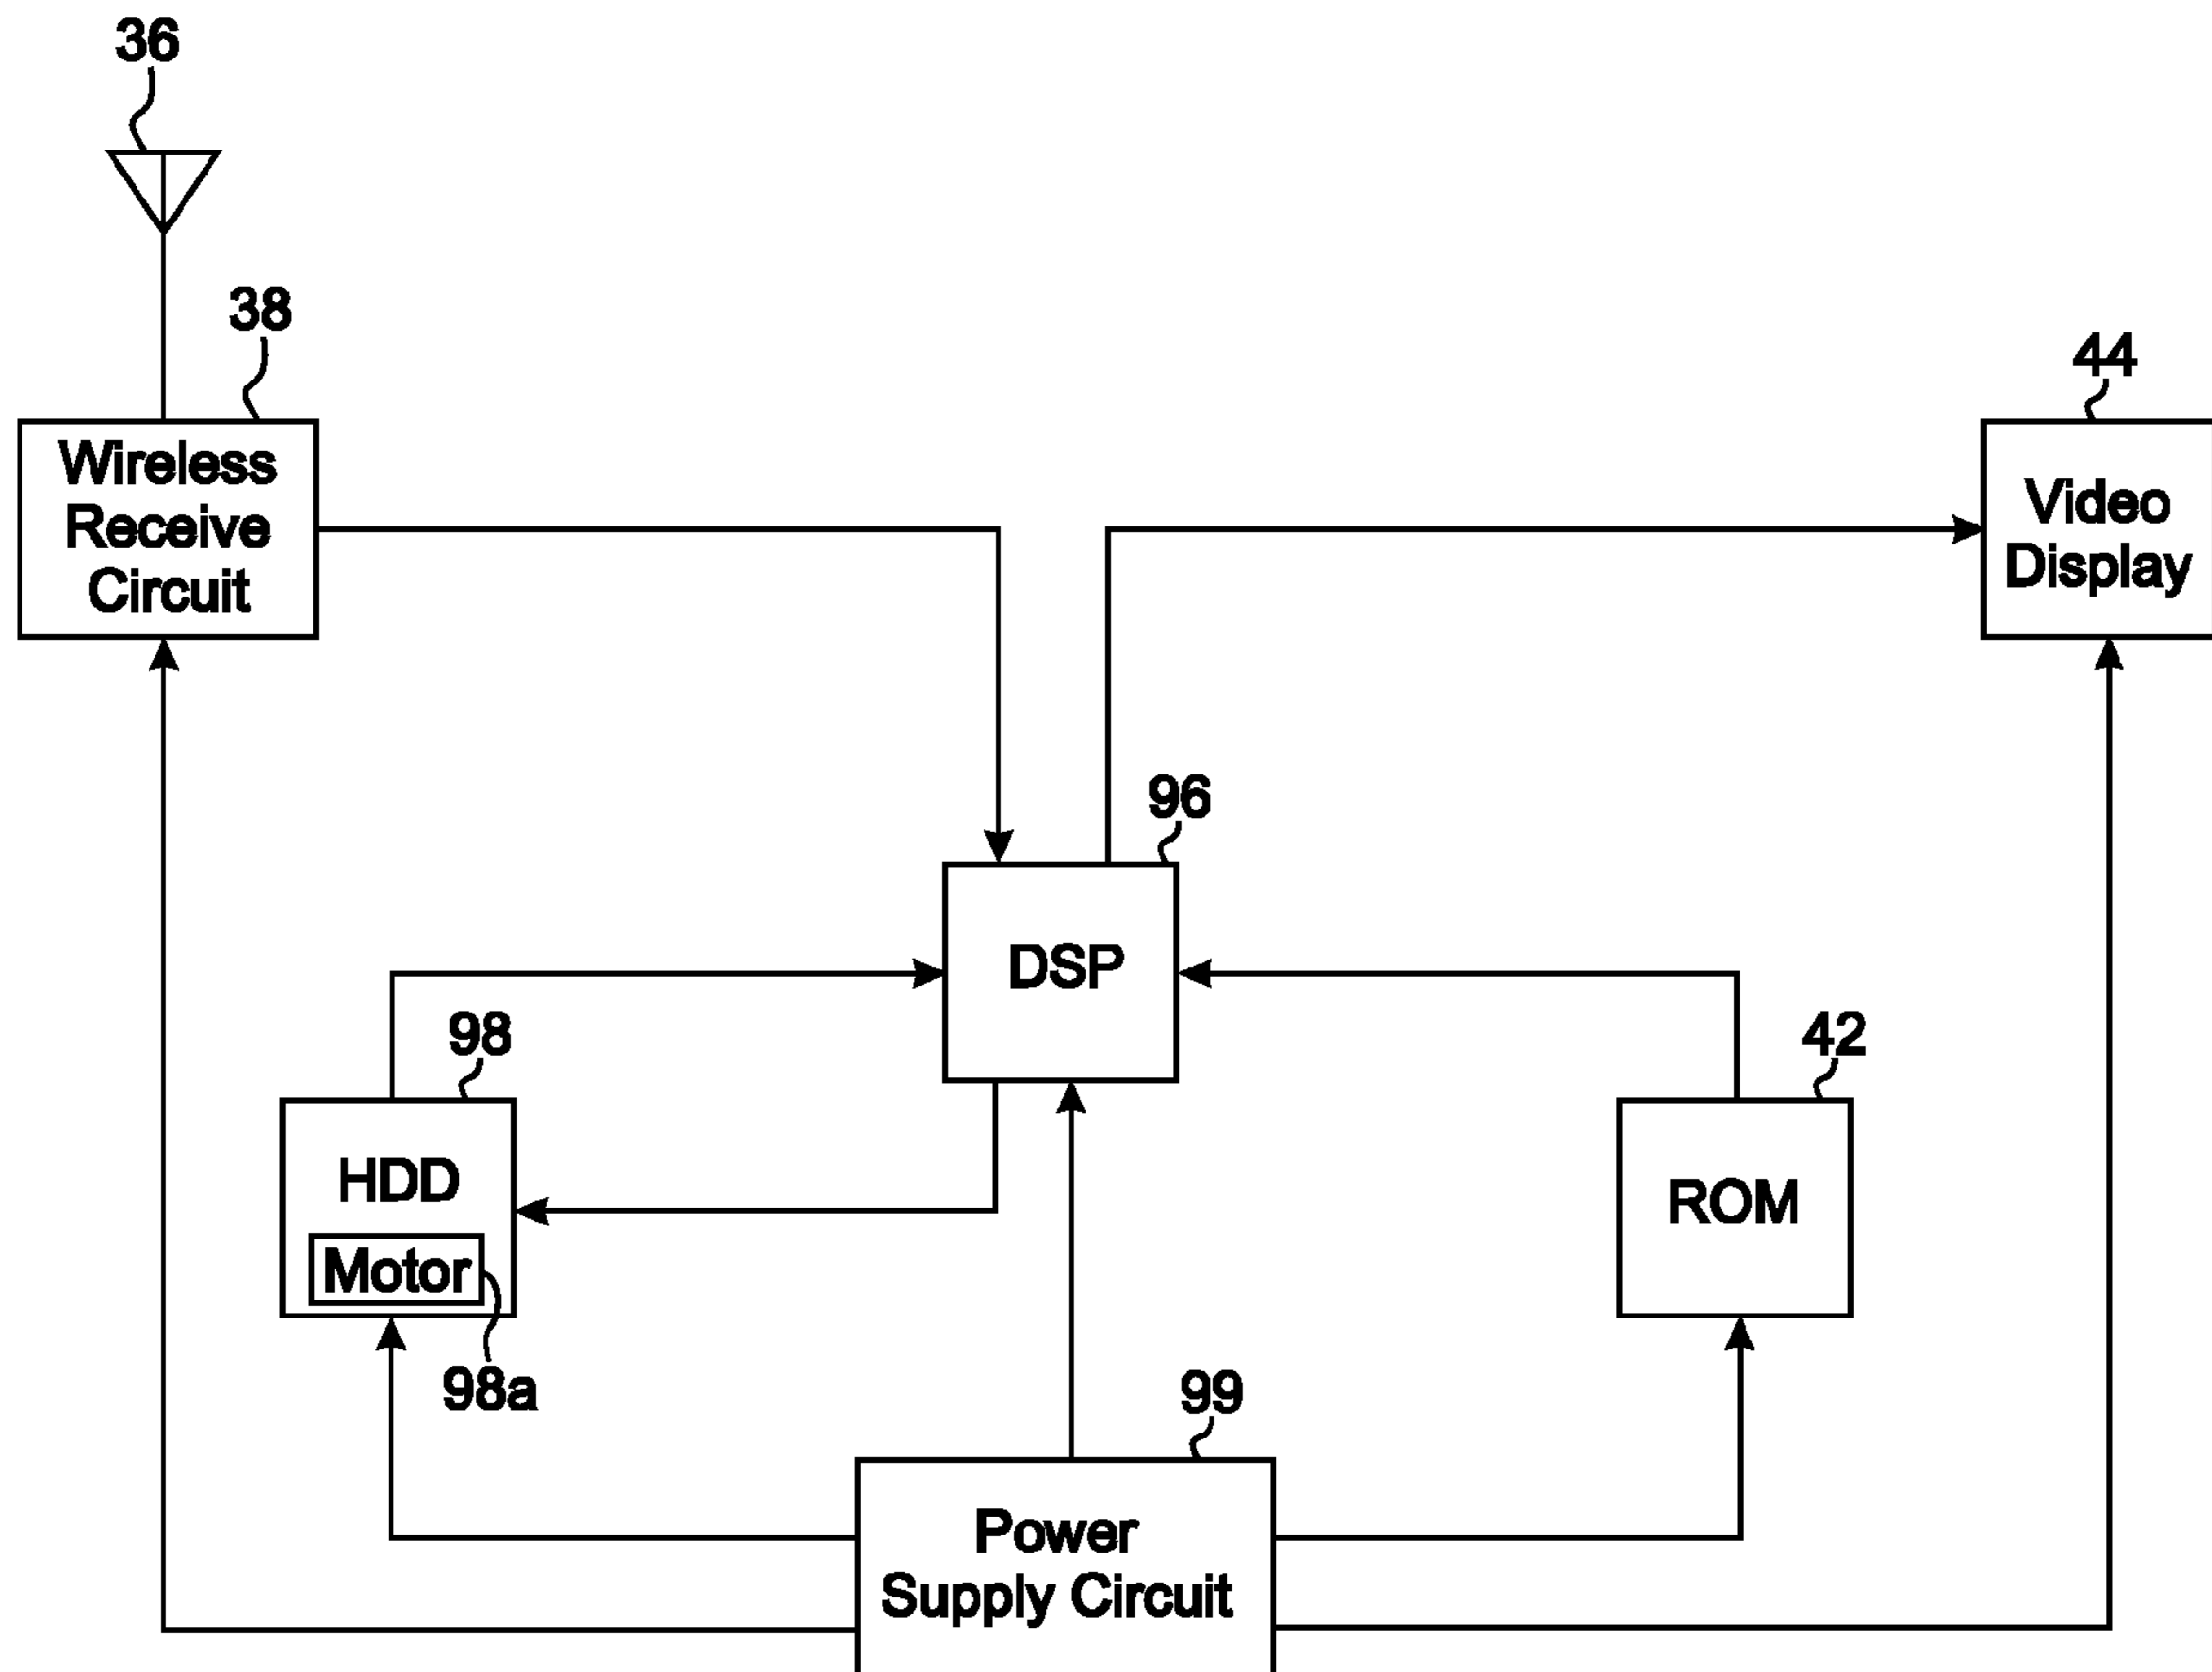 36
38
Wireless
Receive
Circuit
44
Video
Display
96
DSP
98
HDD
Motor
98a
42
ROM
99
Power
Supply Circuit